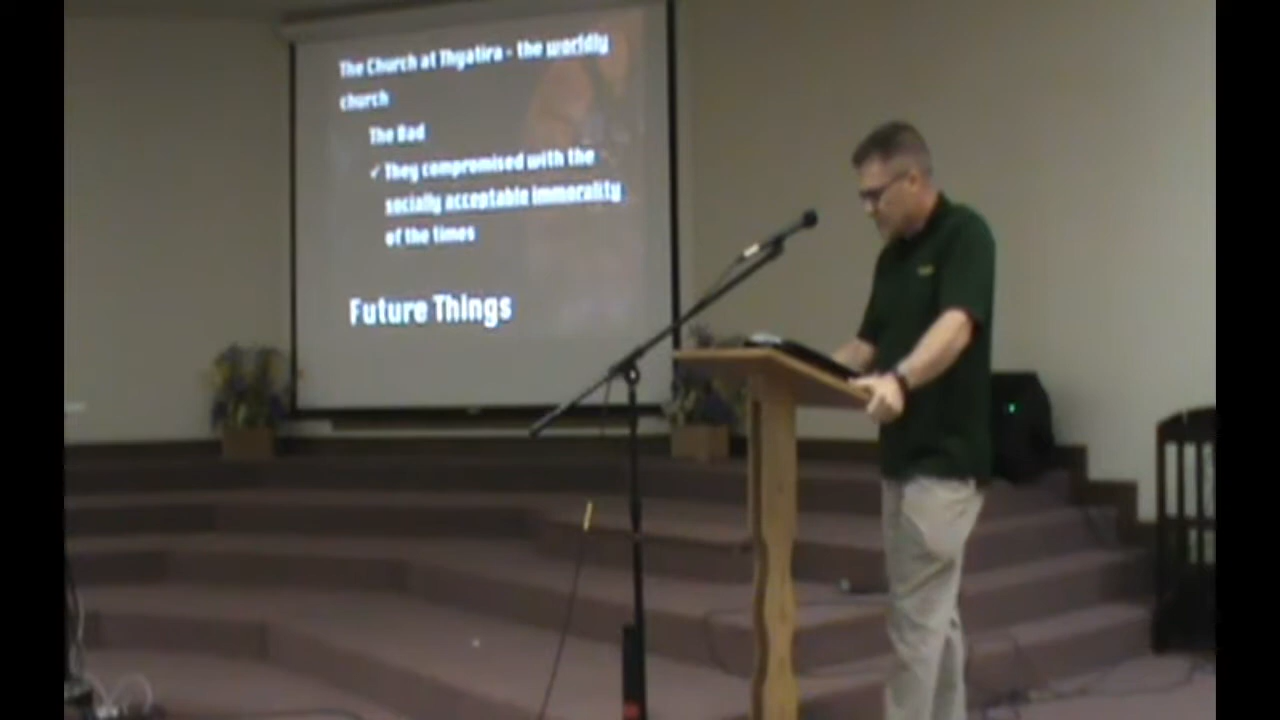 The Church at Thyatira - the worldly
church
The Bad
✓ They compromised with the
socially acceptable immorality
of the times
Future Things